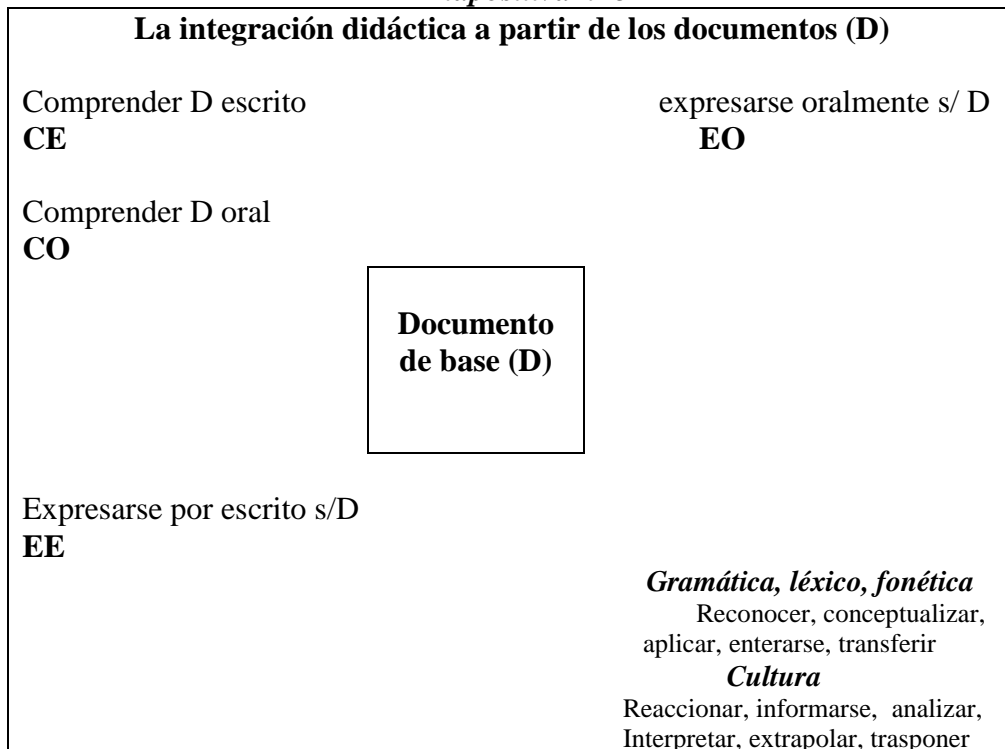 La integración didáctica a partir de los documentos (D)
Comprender D escrito expresarse oralmente s/ D
CE EO
Comprender D oral
CO
Documento
de base (D)
Expresarse por escrito s/D
EE
Gramática, léxico, fonética
Reconocer, conceptualizar,
aplicar, enterarse, transferir
Cultura
Reaccionar, informarse, analizar,
Interpretar, extrapolar, trasponer